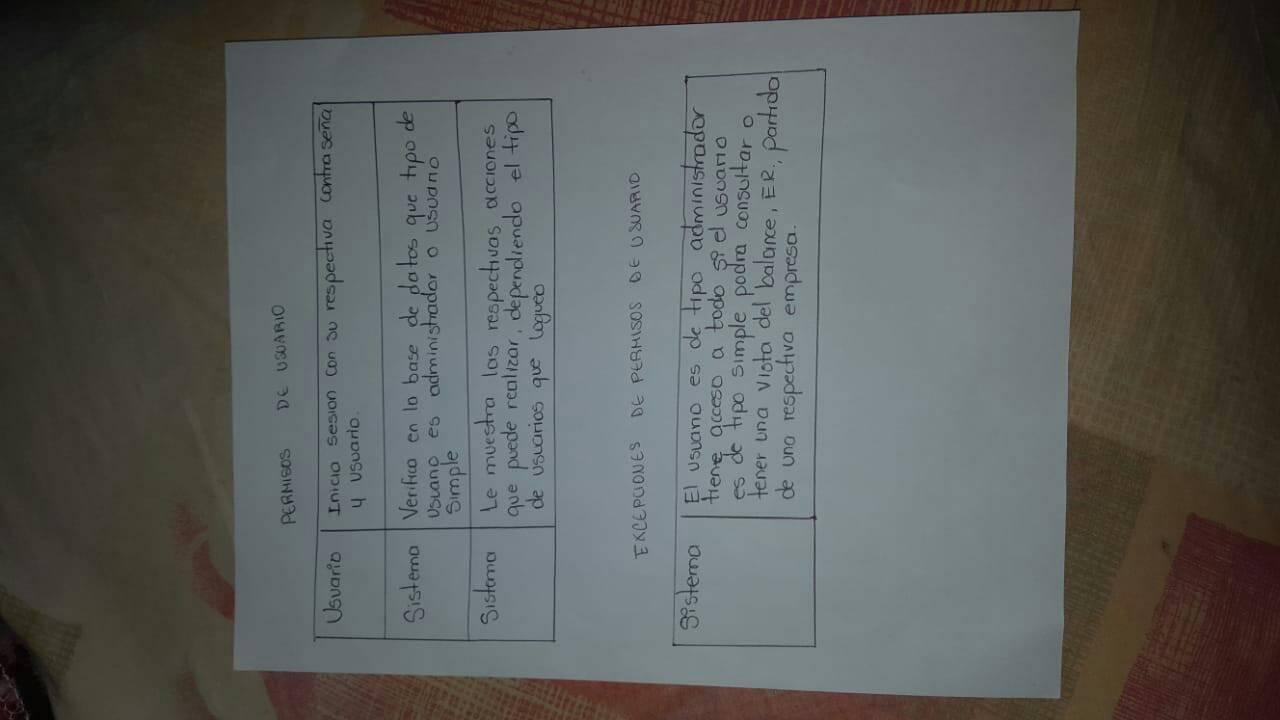 PERMISOS DE USUARIO
Usuario Inicia sesion con su respectiva contraseña
y usuario.
Sistema Verifica en la base de datos que tipo de
usuario es administrador o usuario
simple
Sistema Le muestra las respectivas acciones
que puede realizar, dependiendo el tipo
de usuarios que logueo
EXCEPCIONES DE PERMISOS DE USUARIO
Sistema El usuario es de tipo administrador
tiene acceso a todo si el usuario
es de tipo simple podra consultar o
tener una vista del balance, ER., partida
de una respectiva empresa.